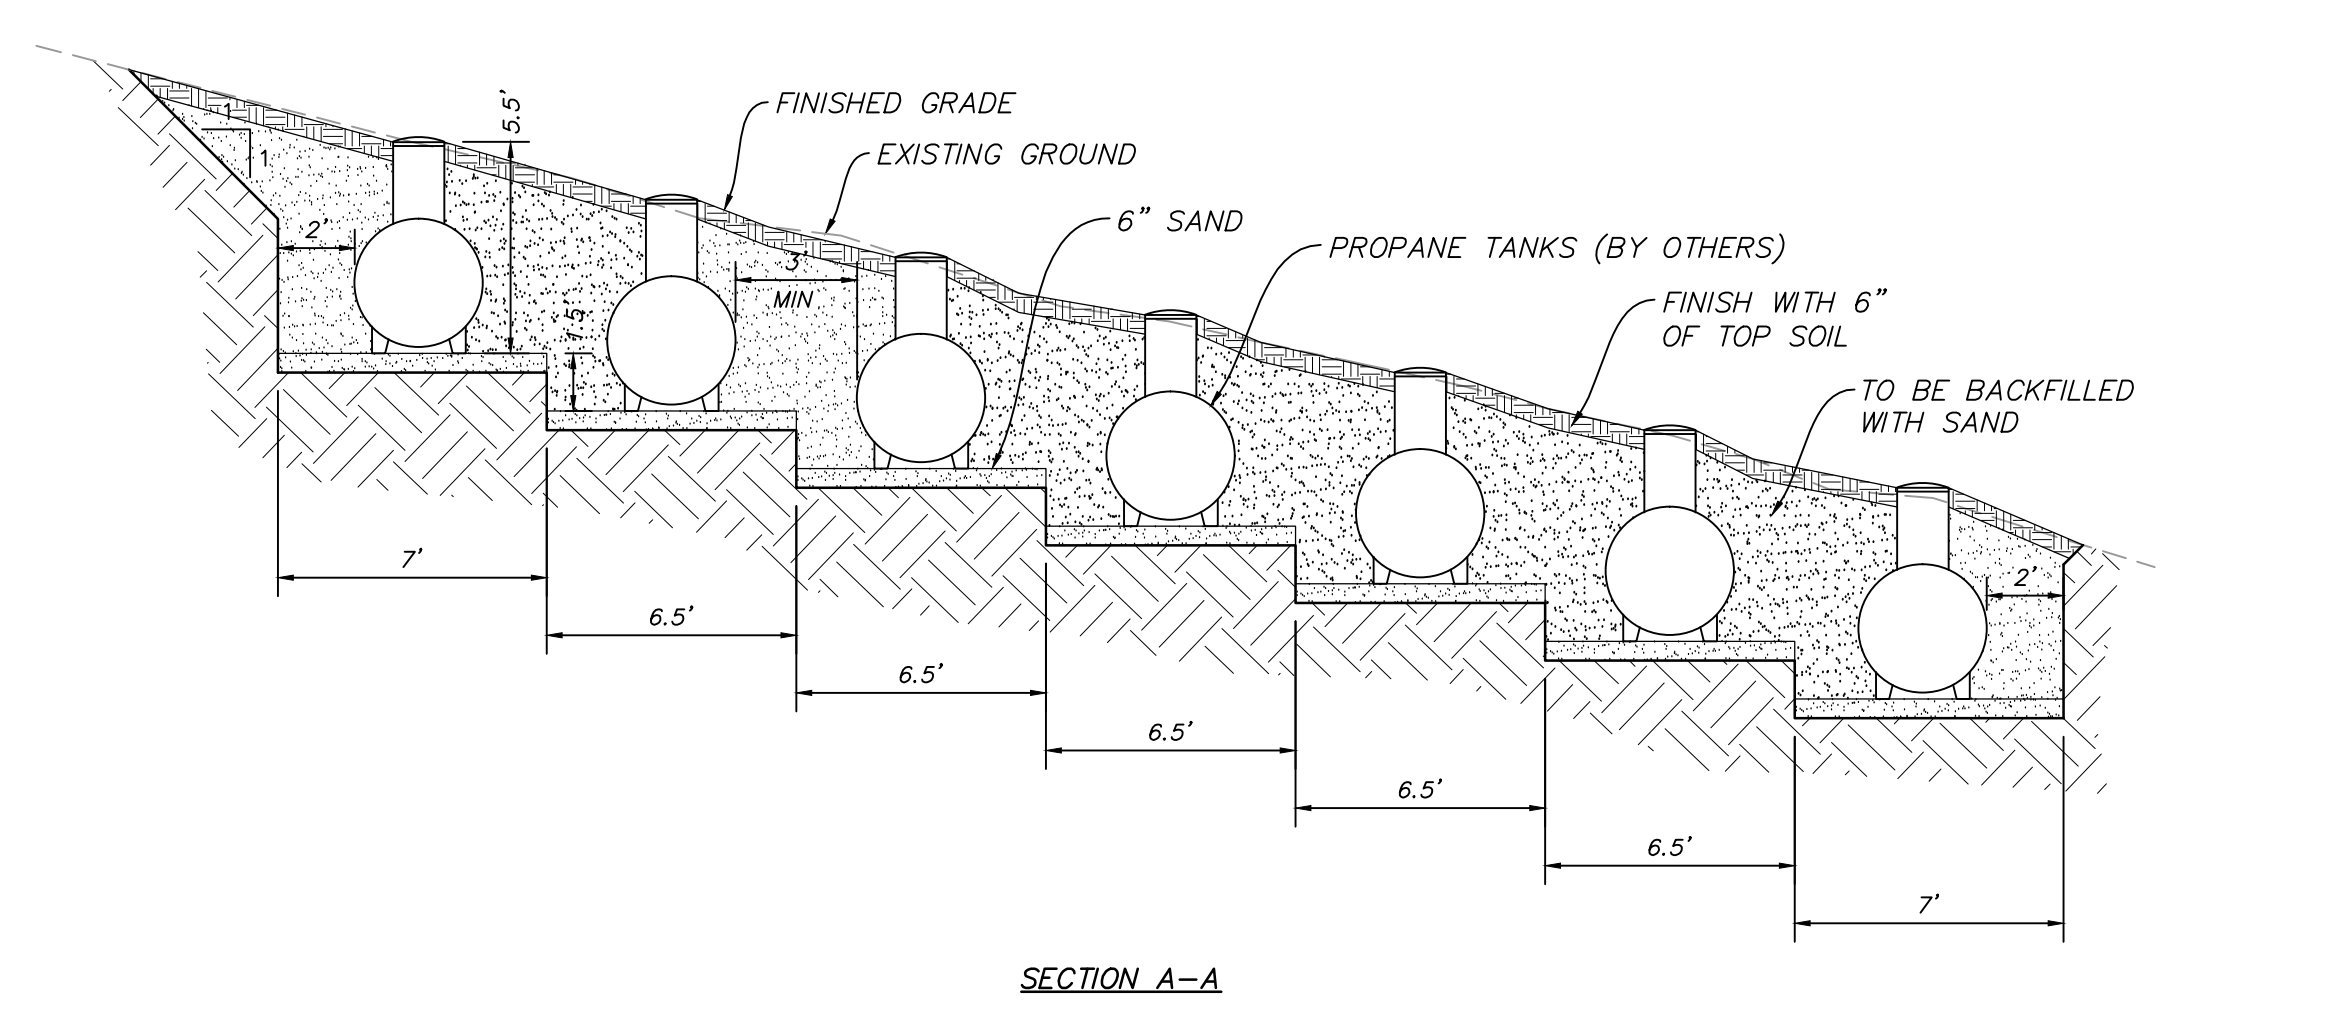 5.5'
FINISHED GRADE
1
1
EXISTING GROUND
6" SAND
2'
PROPANE TANKS (BY OTHERS)
3'
MIN
FINISH WITH 6"
OF TOP SOIL
1.5'
TO BE BACKFILLED
WITH SAND
7'
2'
6.5'
6.5'
6.5'
6.5'
6.5'
7'
SECTION A-A